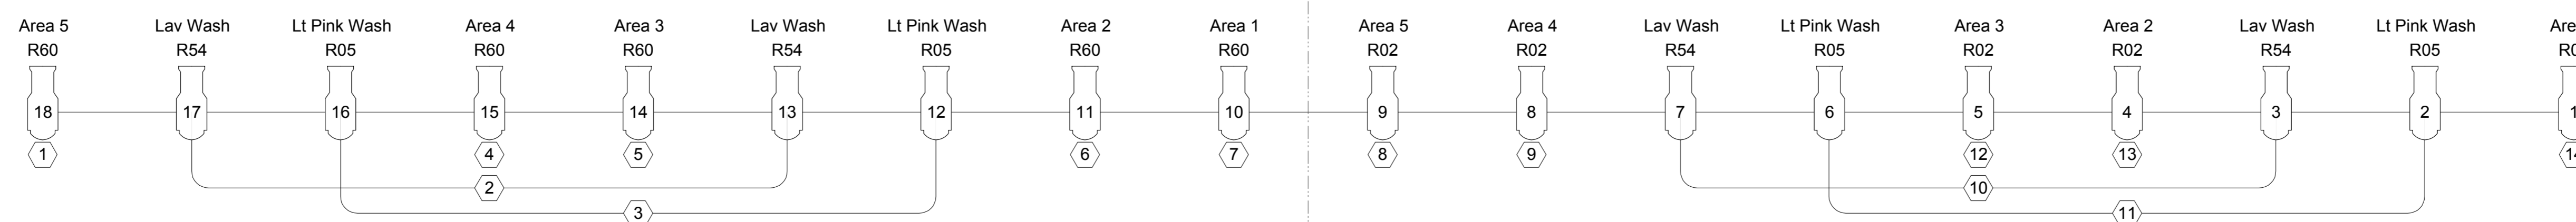 Area 5 Lav Wash Lt Pink Wash Area 4 Area 3 Lav Wash Lt Pink Wash Area 2 Area 1 Area 5 Area 4 Lav Wash Lt Pink Wash Area 3 Area 2 Lav Wash Lt Pink Wash
R60 R54 R05 R60 R60 R54 R05 R60 R60 R02 R02 R54 R05 R02 R02 R54 R05
18 17 16 15 14 13 12 11 10 9 8 7 6 5 4 3 2
1 4 5 6 7 8 9 12 13
2 10
3 11